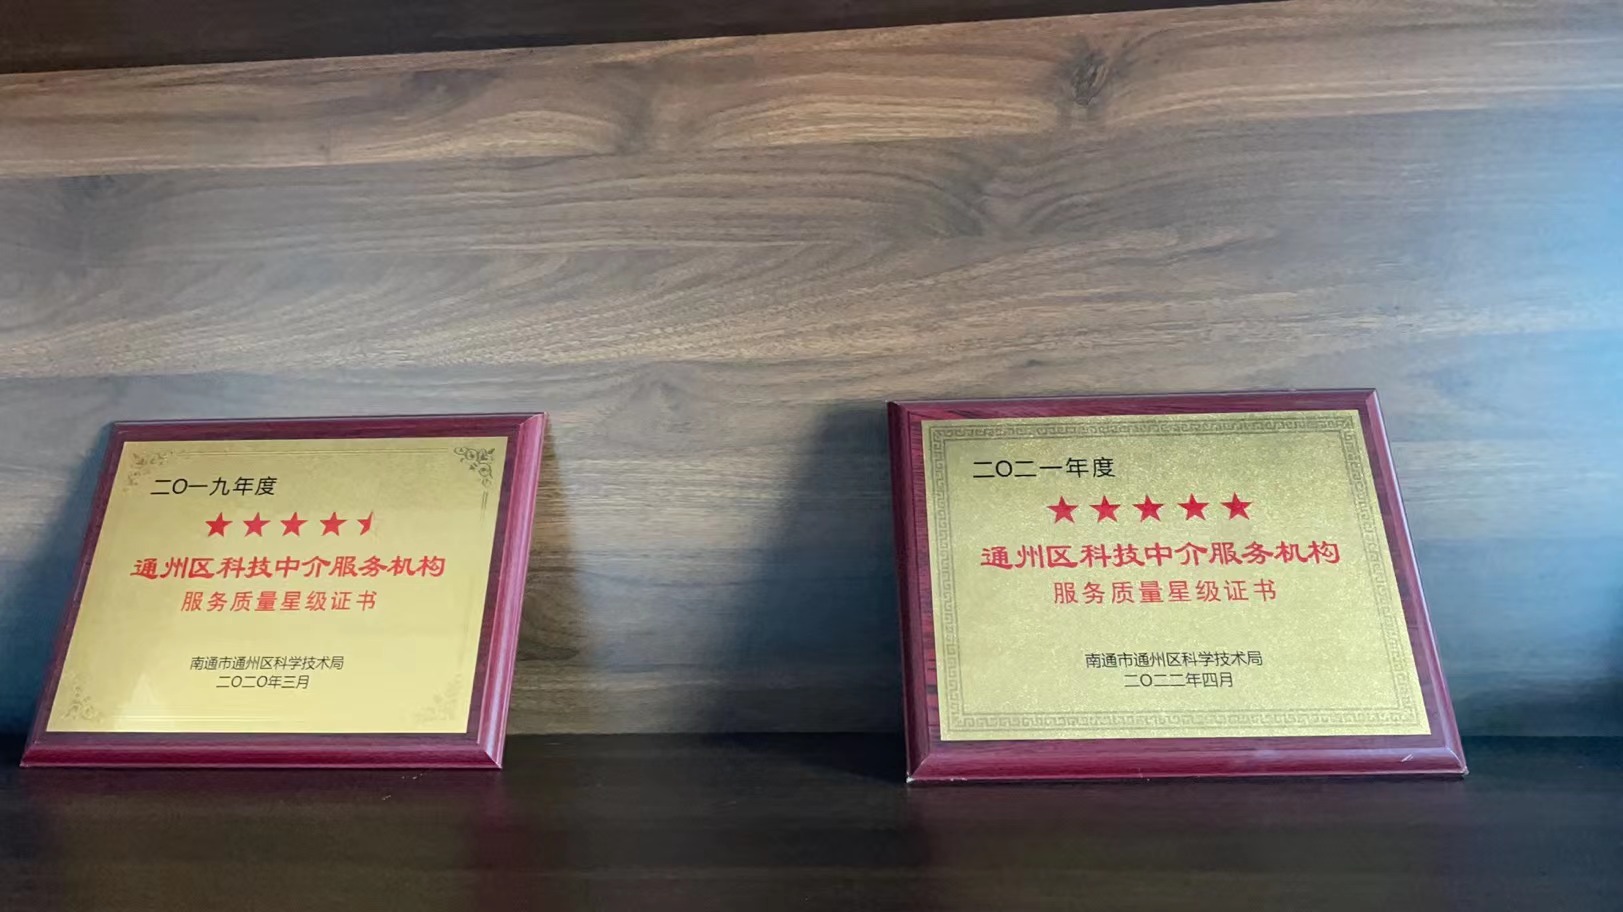 二〇一九年度
★★★★⯨
通州区科技中介服务机构
服务质量星级证书
南通市通州区科学技术局
二〇二〇年三月
二〇二一年度
★★★★★
通州区科技中介服务机构
服务质量星级证书
南通市通州区科学技术局
二〇二二年四月